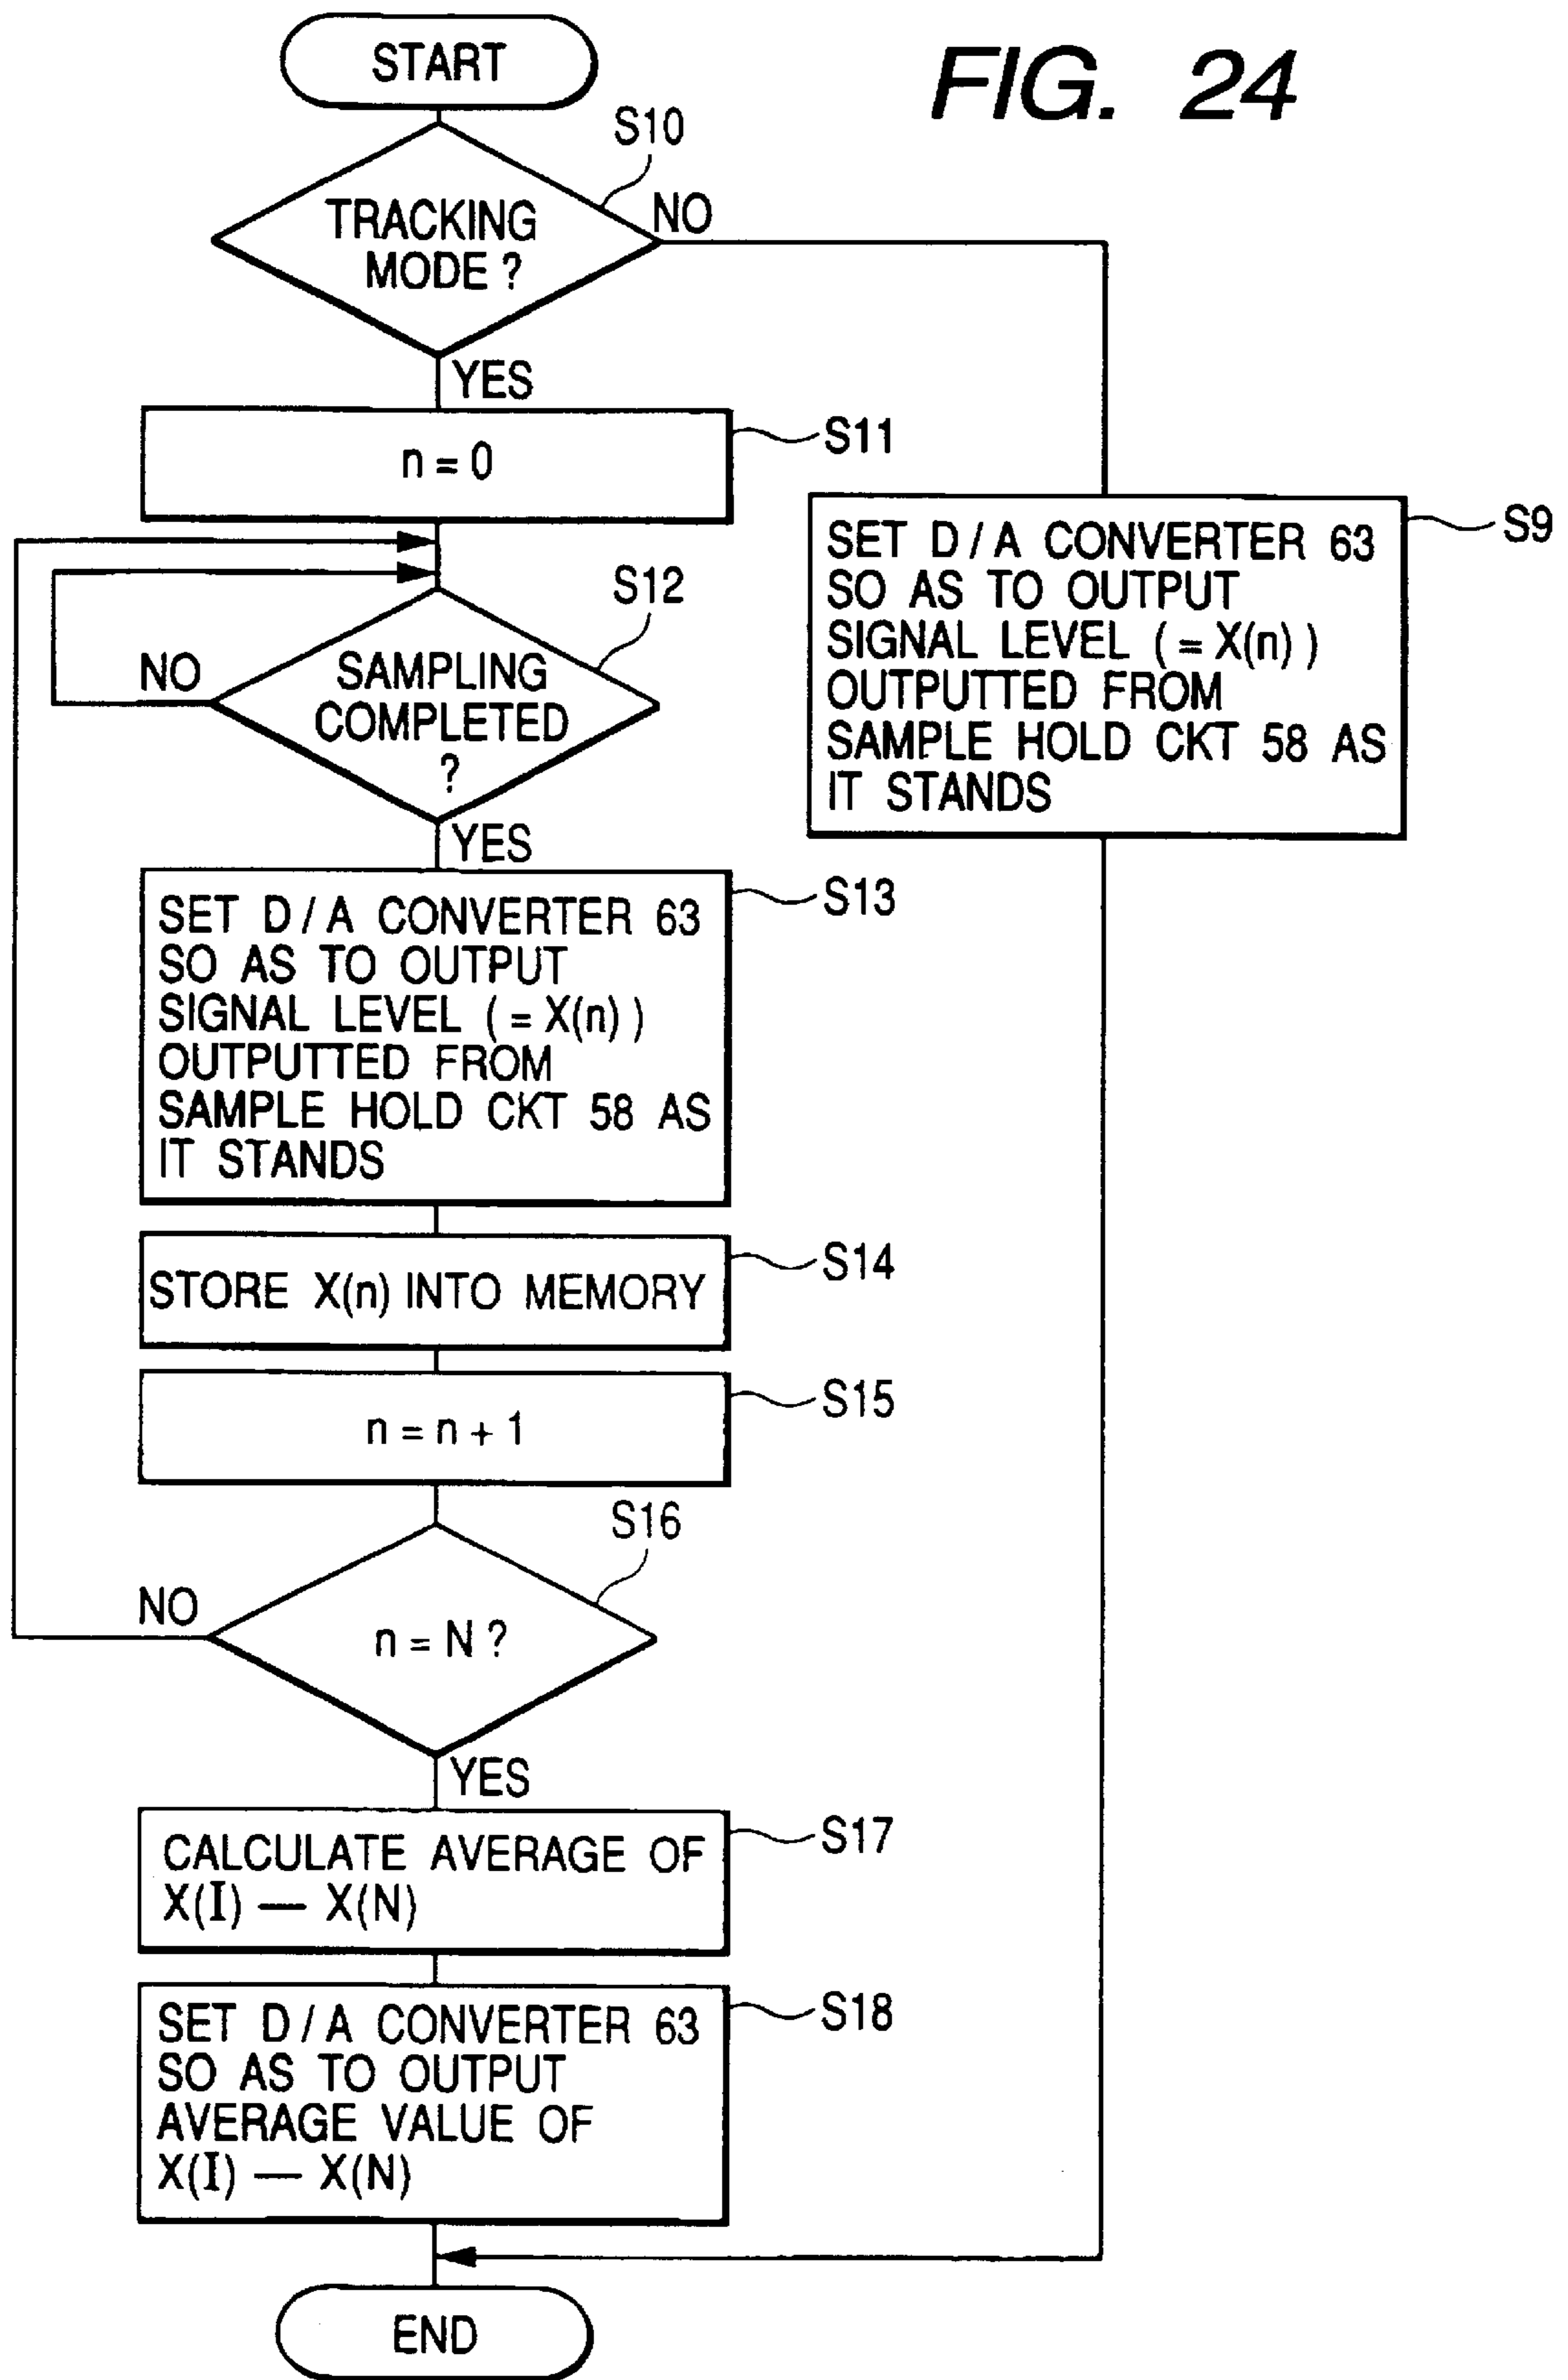 FIG. 24
START
S10
TRACKING
MODE ?
NO
YES
S11
n = 0
S9
SET D / A CONVERTER 63
SO AS TO OUTPUT
SIGNAL LEVEL ( = X(n) )
OUTPUTTED FROM
SAMPLE HOLD CKT 58 AS
IT STANDS
S12
NO
SAMPLING
COMPLETED
?
YES
S13
SET D / A CONVERTER 63
SO AS TO OUTPUT
SIGNAL LEVEL ( = X(n) )
OUTPUTTED FROM
SAMPLE HOLD CKT 58 AS
IT STANDS
S14
STORE X(n) INTO MEMORY
S15
n = n + 1
S16
NO
n = N ?
YES
S17
CALCULATE AVERAGE OF
X(I) — X(N)
S18
SET D / A CONVERTER 63
SO AS TO OUTPUT
AVERAGE VALUE OF
X(I) — X(N)
END